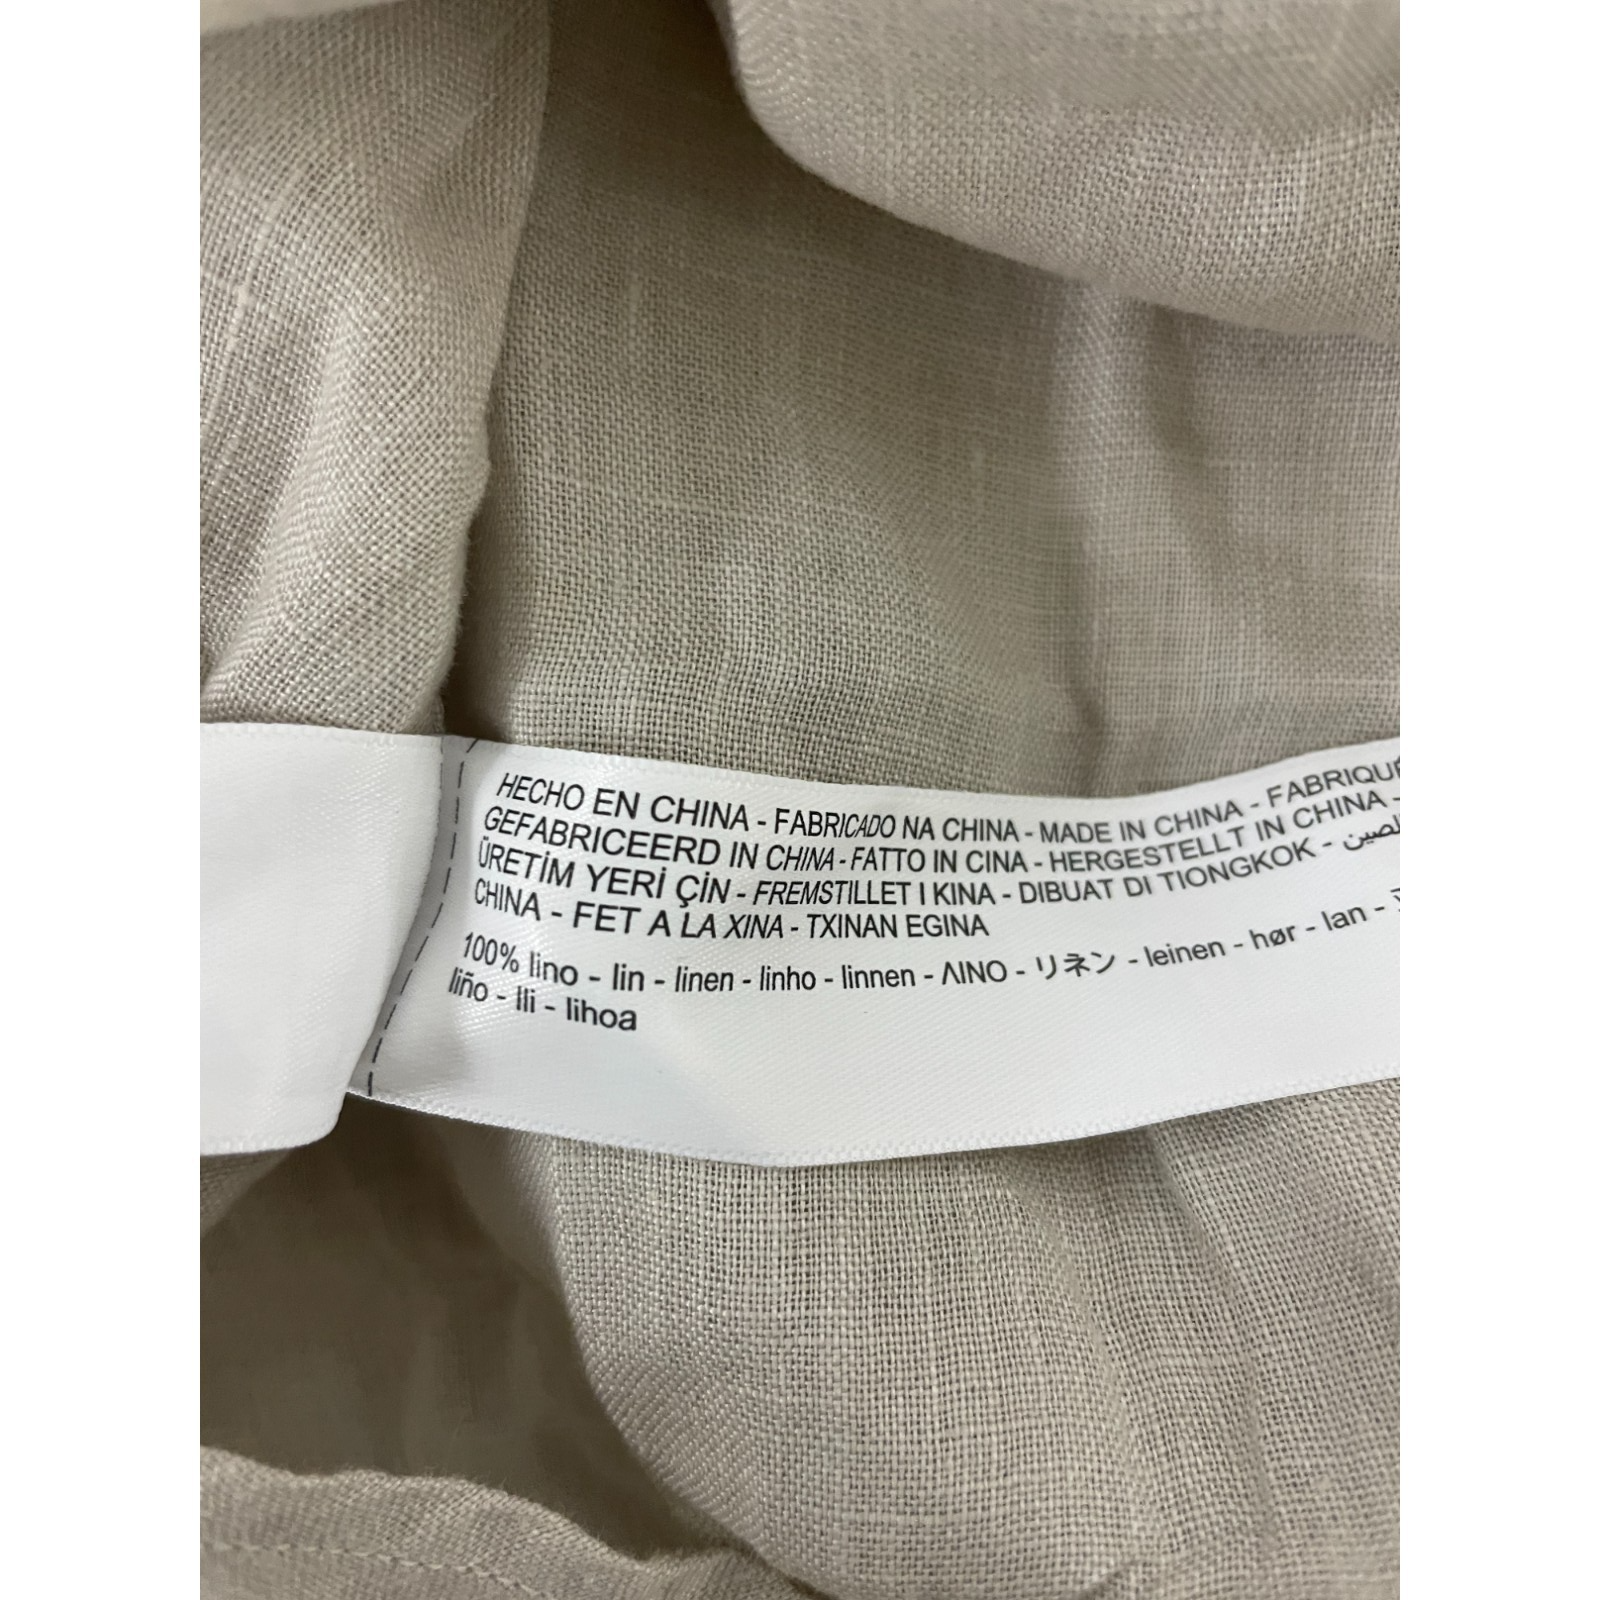 HECHO EN CHINA - FABRICADO NA CHINA - MADE IN CHINA - FABRIQUÉ
GEFABRICEERD IN CHINA - FATTO IN CINA - HERGESTELLT IN CHINA -
ÜRETİM YERİ ÇİN - FREMSTILLET I KINA - DIBUAT DI TIONGKOK - الصين
CHINA - FET A LA XINA - TXINAN EGINA
100% lino - lin - linen - linho - linnen - ΛΙΝΟ - リネン - leinen - hør - lan -
liño - lli - lihoa